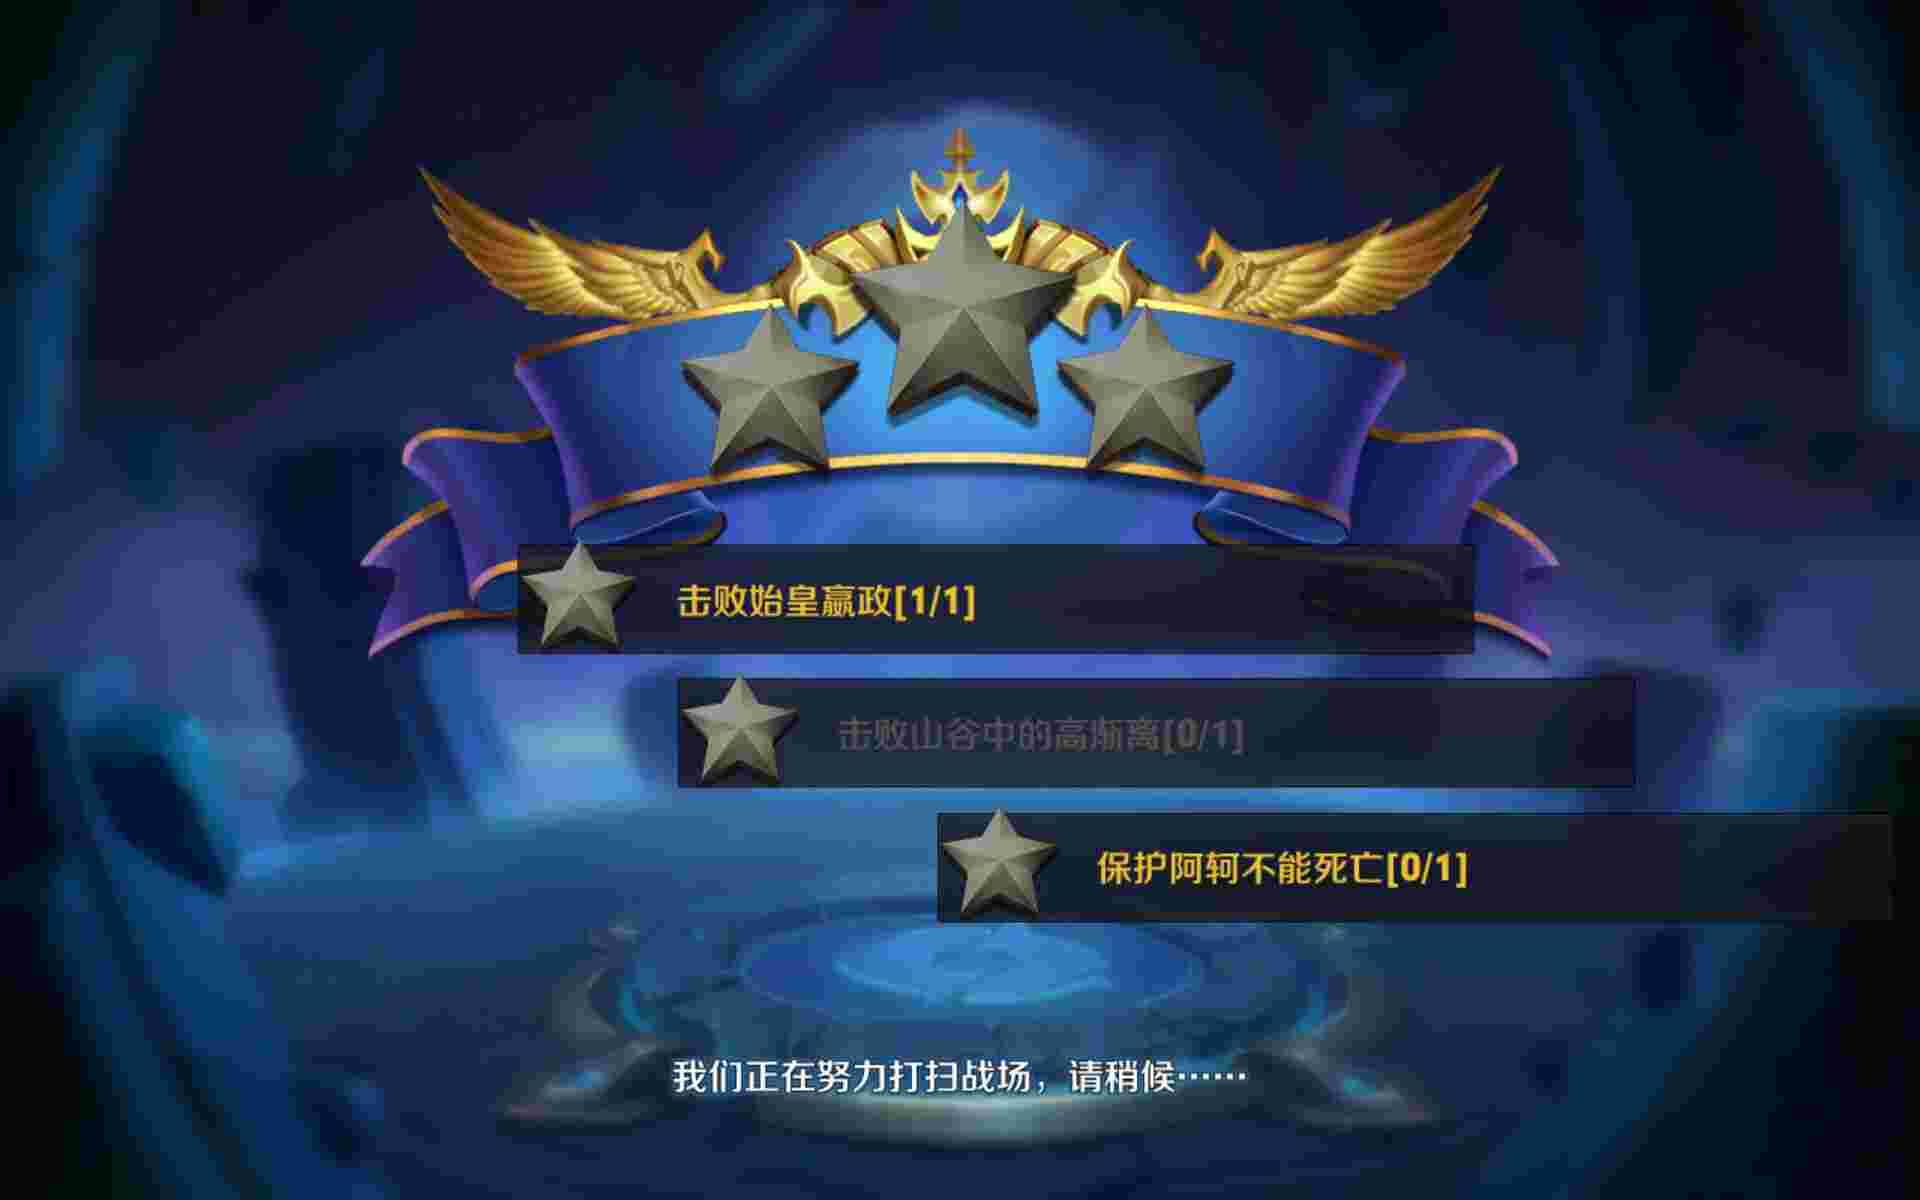 击败始皇嬴政[1/1]
击败山谷中的高渐离[0/1]
保护阿轲不能死亡[0/1]
我们正在努力打扫战场，请稍候……